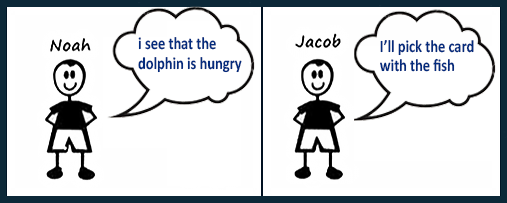 Noah
i see that the
dolphin is hungry
Jacob
I'll pick the card
with the fish